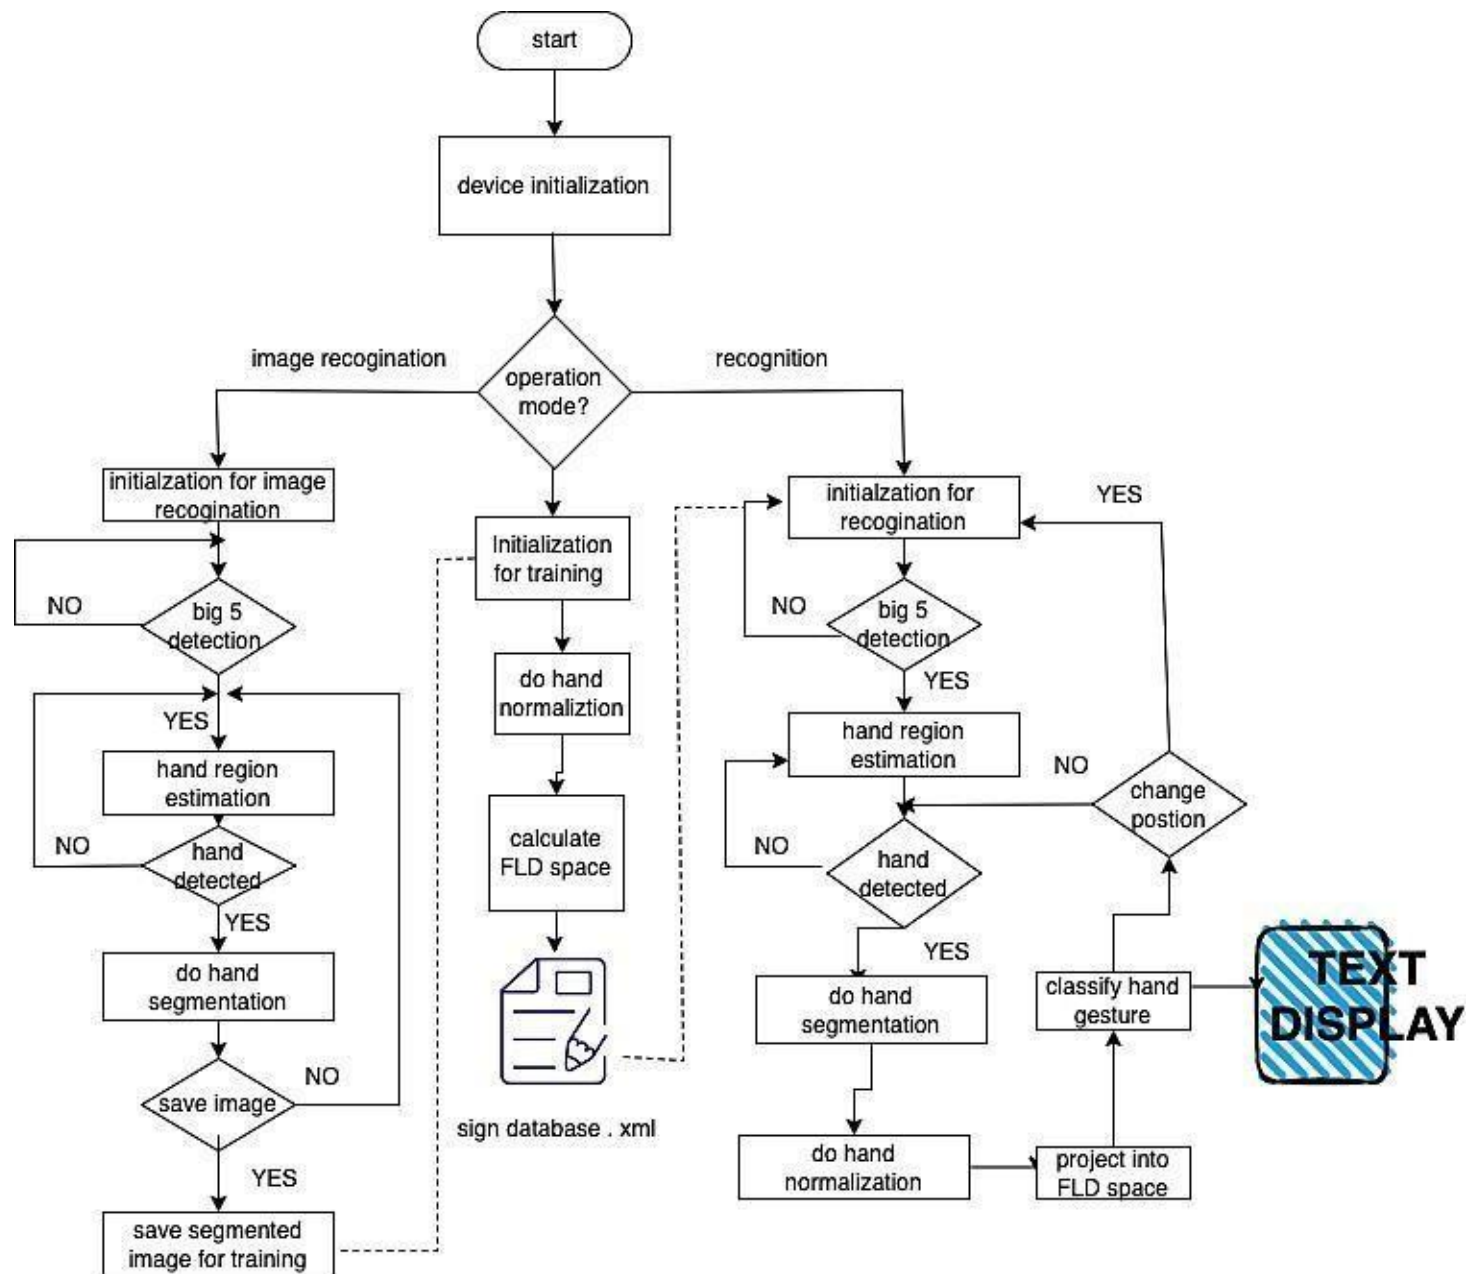 start
device initialization
image recogination
operation
mode?
recognition
initialzation for image
recogination
NO
big 5
detection
YES
hand region
estimation
NO
hand
detected
YES
do hand
segmentation
save image
NO
YES
save segmented
image for training
Initialization
for training
do hand
normaliztion
calculate
FLD space
sign database . xml
initialzation for
recogination
YES
NO
big 5
detection
YES
hand region
estimation
NO
NO
hand
detected
change
postion
YES
do hand
segmentation
do hand
normalization
project into
FLD space
classify hand
gesture
TEXT
DISPLAY